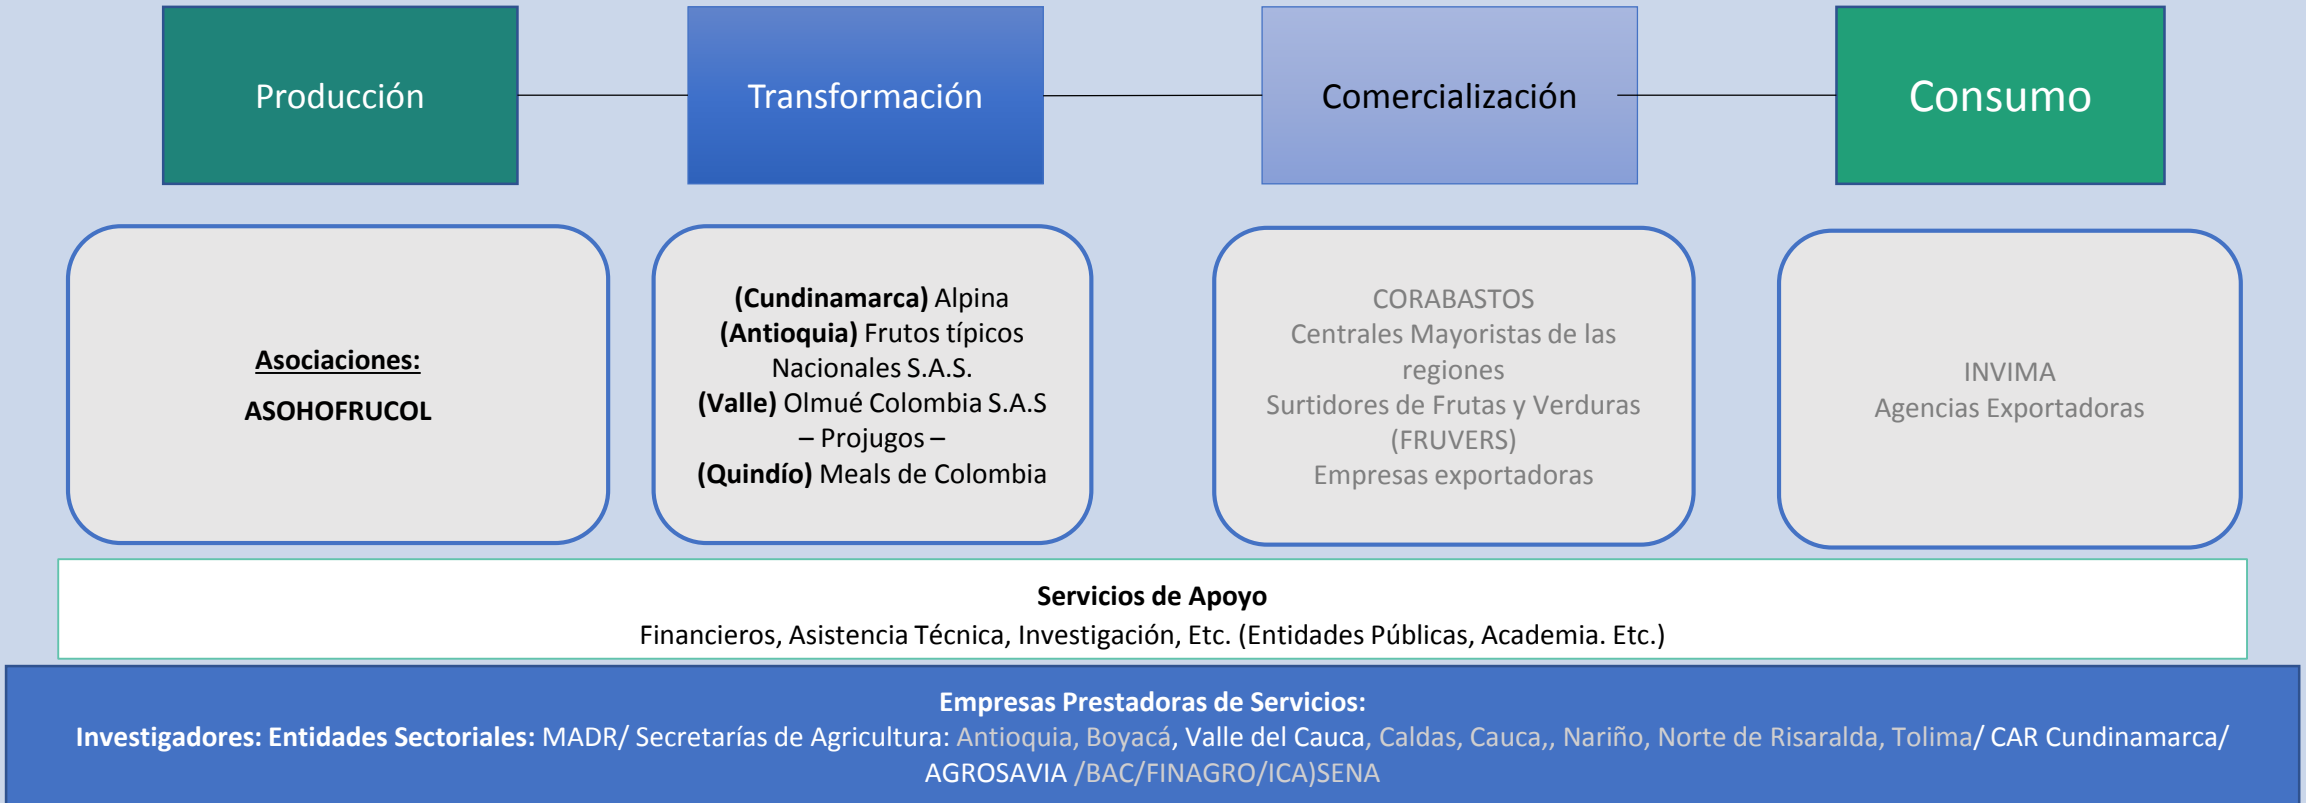 Producción
Transformación
Comercialización
Consumo
Asociaciones:
ASOHOFRUCOL
(Cundinamarca) Alpina
(Antioquia) Frutos típicos
Nacionales S.A.S.
(Valle) Olmué Colombia S.A.S
– Projugos –
(Quindío) Meals de Colombia
CORABASTOS
Centrales Mayoristas de las
regiones
Surtidores de Frutas y Verduras
(FRUVERS)
Empresas exportadoras
INVIMA
Agencias Exportadoras
Servicios de Apoyo
Financieros, Asistencia Técnica, Investigación, Etc. (Entidades Públicas, Academia. Etc.)
Empresas Prestadoras de Servicios:
Investigadores: Entidades Sectoriales: MADR/ Secretarías de Agricultura: Antioquia, Boyacá, Valle del Cauca, Caldas, Cauca,, Nariño, Norte de Risaralda, Tolima/ CAR Cundinamarca/
AGROSAVIA /BAC/FINAGRO/ICA)SENA